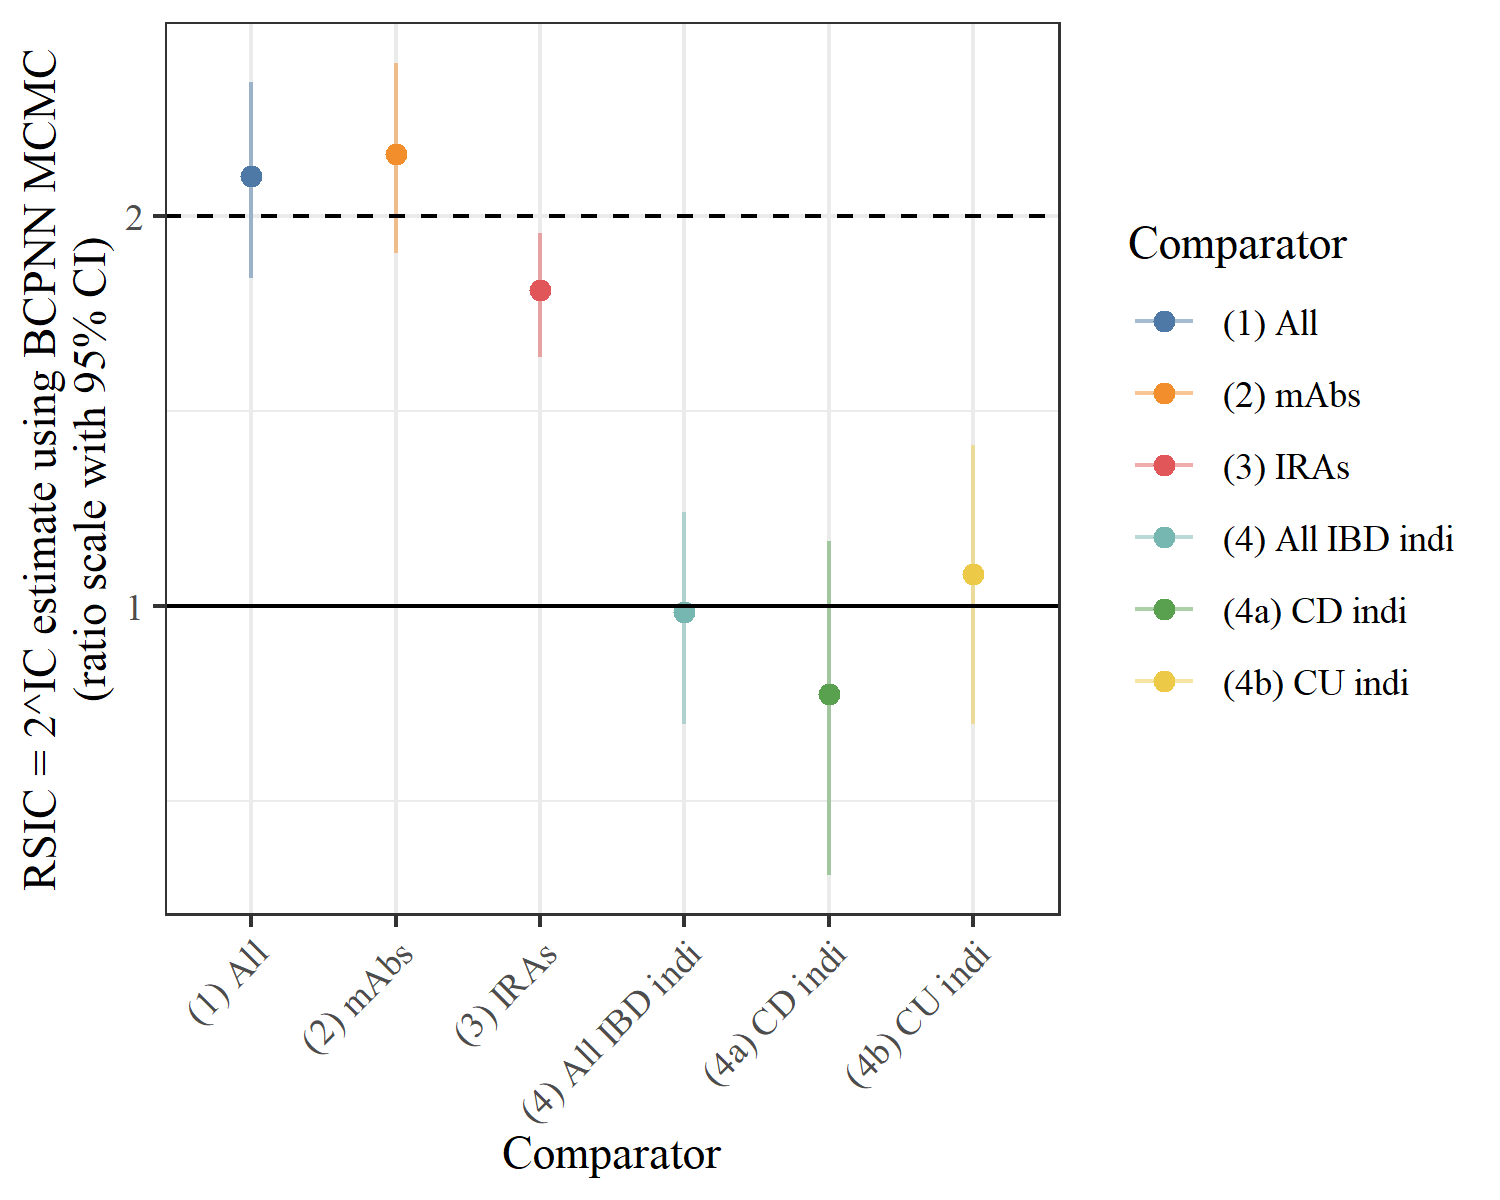 RSIC = 2^IC estimate using BCPNN MCMC
(ratio scale with 95% CI)
2
1
(1) All
(2) mAbs
(3) IRAs
(4) All IBD indi
(4a) CD indi
(4b) CU indi
Comparator
Comparator
(1) All
(2) mAbs
(3) IRAs
(4) All IBD indi
(4a) CD indi
(4b) CU indi